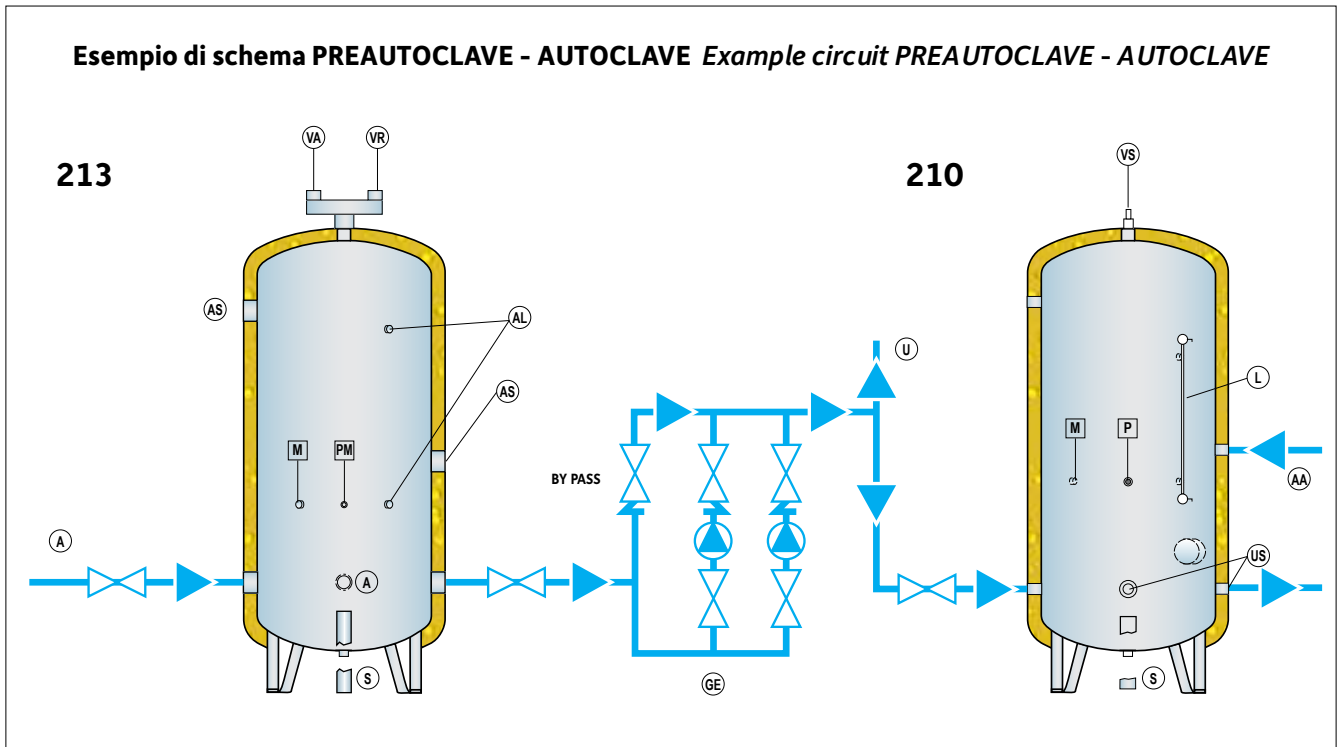 Esempio di schema PREAUTOCLAVE - AUTOCLAVE Example circuit PREAUTOCLAVE - AUTOCLAVE
VA
VR
VS
213
210
AS
AL
U
L
AS
M
PM
M
P
BY PASS
AA
A
A
US
S
GE
S